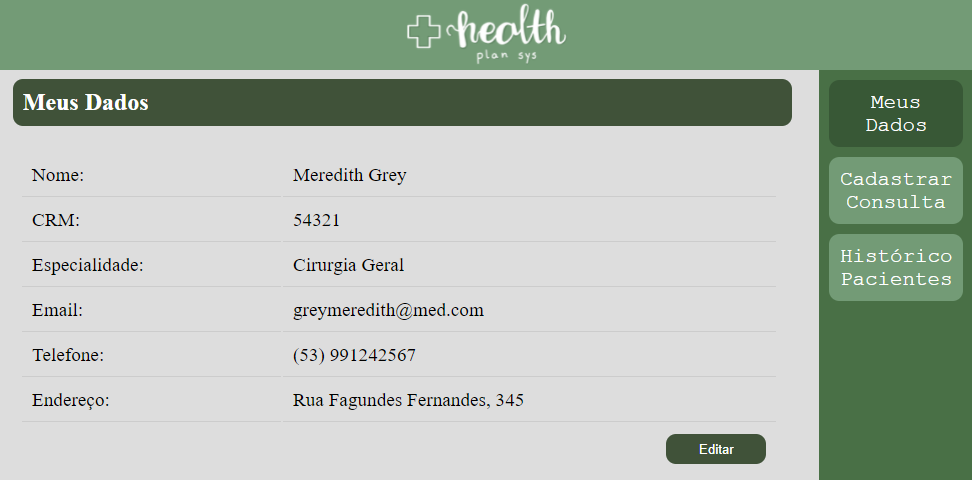 health
plan sys
Meus Dados
Nome: Meredith Grey
CRM: 54321
Especialidade: Cirurgia Geral
Email: greymeredith@med.com
Telefone: (53) 991242567
Endereço: Rua Fagundes Fernandes, 345
Editar
Meus
Dados
Cadastrar
Consulta
Histórico
Pacientes